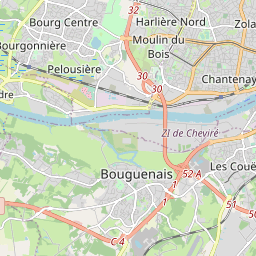 Bourg Centre
Harlière Nord
Zola
Moulin du
Bois
Bourgonnière
Pelousière
30
Chantenay
30
dre
ZI de Cheviré
Les Couë
52 A
Bouguenais
1
51
1
50
C 4